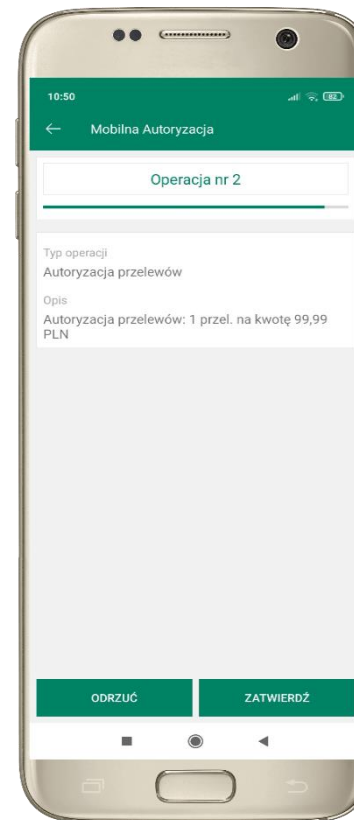 10:50
82
Mobilna Autoryzacja
Operacja nr 2
Typ operacji
Autoryzacja przelewów
Opis
Autoryzacja przelewów: 1 przel. na kwotę 99,99
PLN
ODRZUĆ ZATWIERDŹ